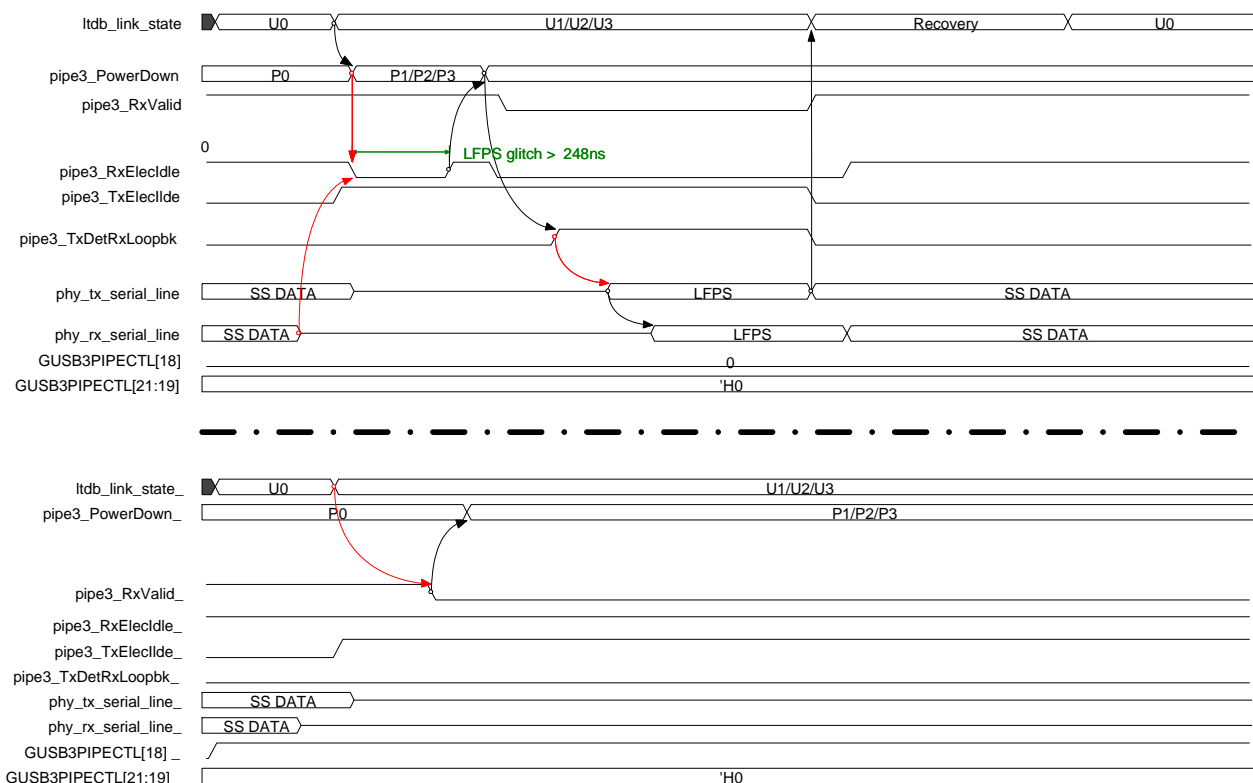 ltdb_link_state U0 U1/U2/U3 Recovery U0
pipe3_PowerDown P0 P1/P2/P3
pipe3_RxValid
0
LFPS glitch > 248ns
pipe3_RxElecIdle
pipe3_TxElecIlde
pipe3_TxDetRxLoopbk
phy_tx_serial_line SS DATA LFPS SS DATA
phy_rx_serial_line SS DATA LFPS SS DATA
GUSB3PIPECTL[18] 0
GUSB3PIPECTL[21:19] 'H0
ltdb_link_state_ U0 U1/U2/U3
pipe3_PowerDown_ P0 P1/P2/P3
pipe3_RxValid_
pipe3_RxElecIdle_
pipe3_TxElecIlde_
pipe3_TxDetRxLoopbk_
phy_tx_serial_line_ SS DATA
phy_rx_serial_line_ SS DATA
GUSB3PIPECTL[18] _
GUSB3PIPECTL[21:19]_ 'H0